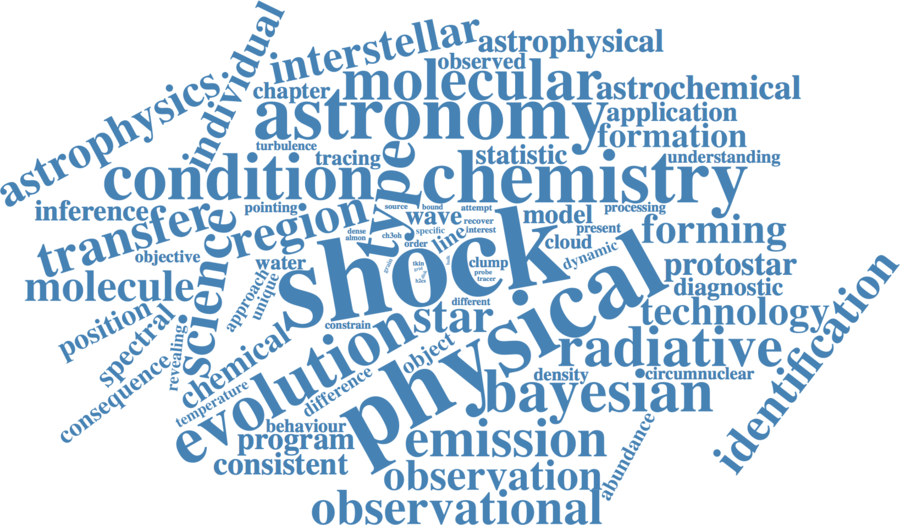 individual
interstellar
astrophysical
observed
molecular
astrochemical
chapter
astrophysics
astronomy
application
formation
turbulence
tracing
type
statistic
understanding
condition
chemistry
inference
pointing
source
bound
attempt
processing
transfer
region
wave
recover
model
specific
interest
present
forming
dense
almon
ch3oh
order
line
cloud
dynamic
science
objective
water
shock
clump
protostar
probe
tracer
grain
molecule
approach
unique
diagnostic
different
position
spectral
constrain
star
physical
technology
identification
revealing
chemical
evolution
object
radiative
consequence
temperature
difference
density
circumnuclear
bayesian
behaviour
program
emission
abundance
consistent
observation
observational